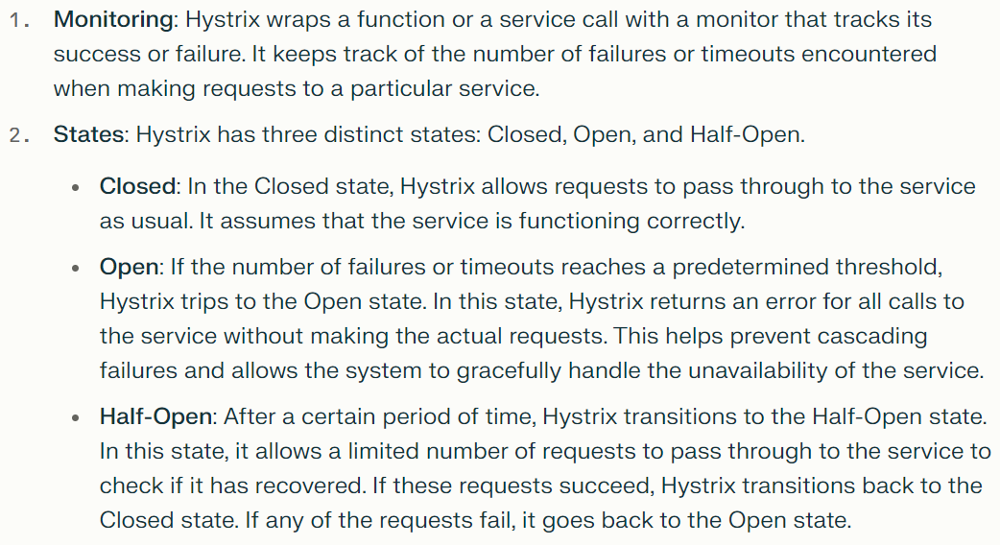 1. Monitoring: Hystrix wraps a function or a service call with a monitor that tracks its
success or failure. It keeps track of the number of failures or timeouts encountered
when making requests to a particular service.
2. States: Hystrix has three distinct states: Closed, Open, and Half-Open.
• Closed: In the Closed state, Hystrix allows requests to pass through to the service
as usual. It assumes that the service is functioning correctly.
• Open: If the number of failures or timeouts reaches a predetermined threshold,
Hystrix trips to the Open state. In this state, Hystrix returns an error for all calls to
the service without making the actual requests. This helps prevent cascading
failures and allows the system to gracefully handle the unavailability of the service.
• Half-Open: After a certain period of time, Hystrix transitions to the Half-Open state.
In this state, it allows a limited number of requests to pass through to the service to
check if it has recovered. If these requests succeed, Hystrix transitions back to the
Closed state. If any of the requests fail, it goes back to the Open state.